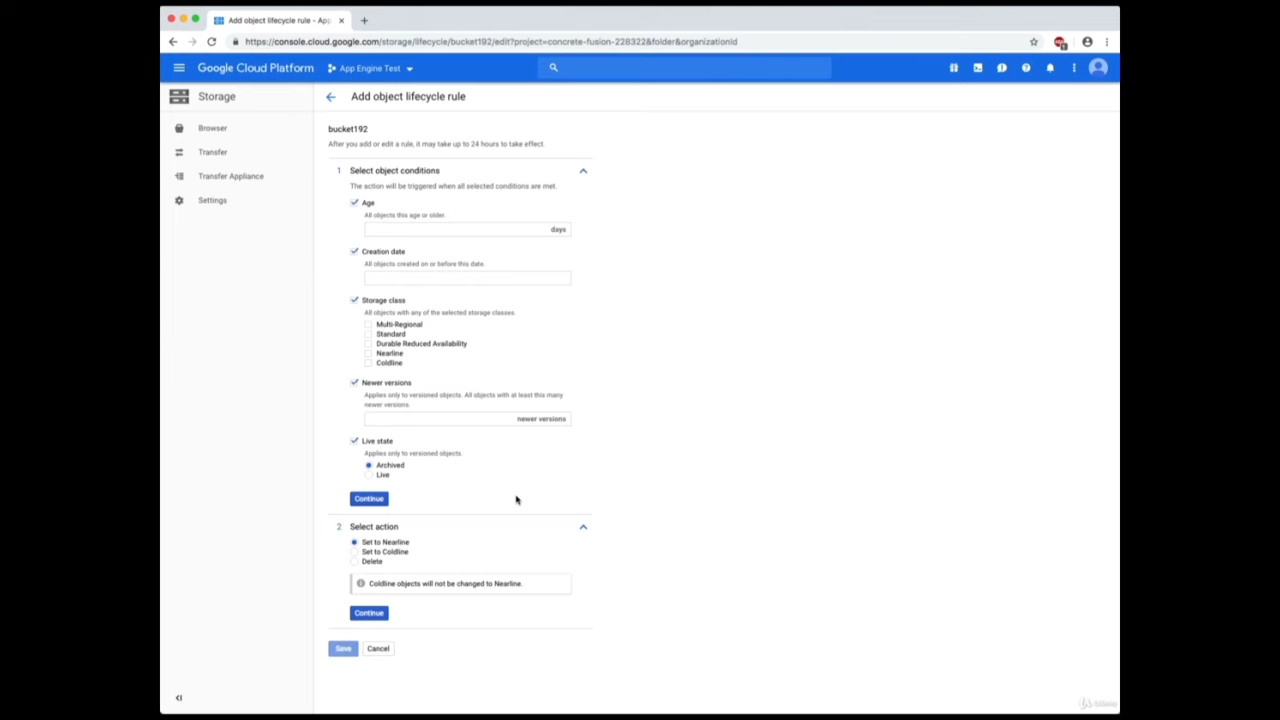 Add object lifecycle rule - App
https://console.cloud.google.com/storage/lifecycle/bucket192/edit?project=concrete-fusion-228322&folder&organizationId
Google Cloud Platform
App Engine Test
Storage
Add object lifecycle rule
Browser
Transfer
Transfer Appliance
Settings
bucket192
After you add or edit a rule, it may take up to 24 hours to take effect.
1 Select object conditions
The action will be triggered when all selected conditions are met.
Age
All objects this age or older.
days
Creation date
All objects created on or before this date.
Storage class
All objects with any of the selected storage classes.
Multi-Regional
Standard
Durable Reduced Availability
Nearline
Coldline
Newer versions
Applies only to versioned objects. All objects with at least this many
newer versions.
newer versions
Live state
Applies only to versioned objects.
Archived
Live
Continue
2 Select action
Set to Nearline
Set to Coldline
Delete
Coldline objects will not be changed to Nearline.
Continue
Save Cancel